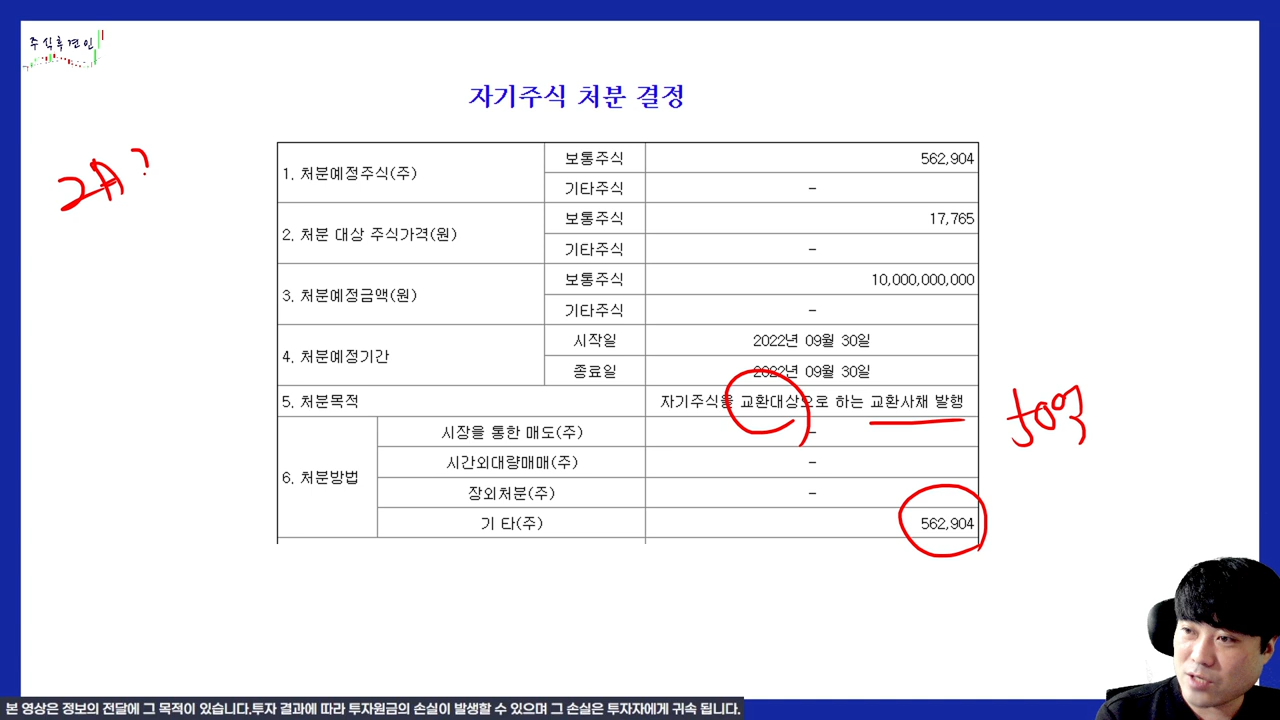 주식후견인
자기주식 처분 결정
2A?
1. 처분예정주식(주) 보통주식 562,904
기타주식 -
2. 처분 대상 주식가격(원) 보통주식 17,765
기타주식 -
3. 처분예정금액(원) 보통주식 10,000,000,000
기타주식 -
4. 처분예정기간 시작일 2022년 09월 30일
종료일 2022년 09월 30일
5. 처분목적 자기주식을 교환대상으로 하는 교환사채 발행
50억
6. 처분방법 시장을 통한 매도(주) -
시간외대량매매(주) -
장외처분(주) -
기 타(주) 562,904
본 영상은 정보의 전달에 그 목적이 있습니다.투자 결과에 따라 투자원금의 손실이 발생할 수 있으며 그 손실은 투자자에게 귀속 됩니다.